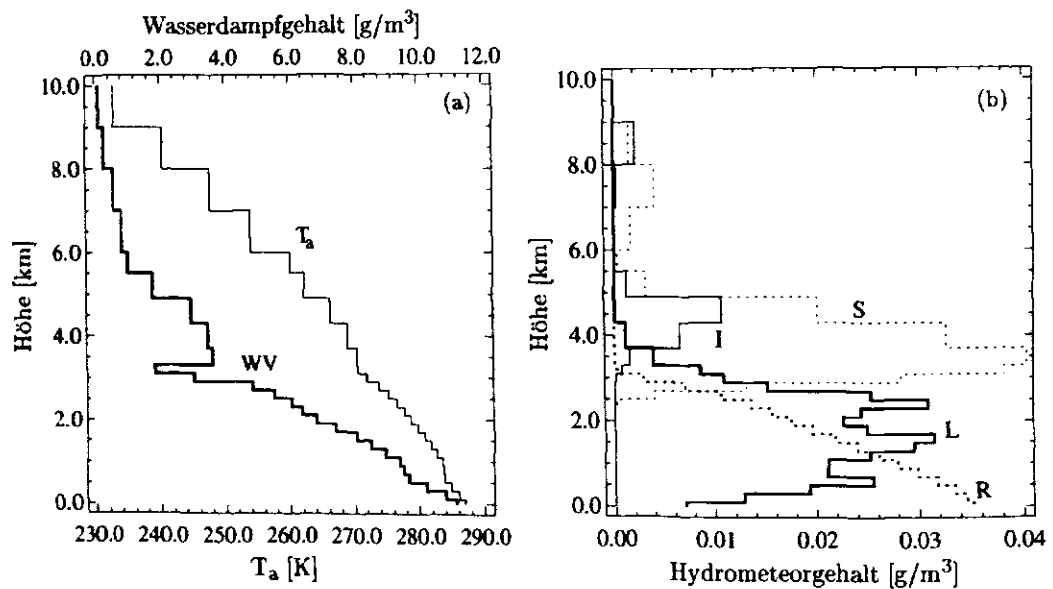 Wasserdampfgehalt [g/m³]
0.0 2.0 4.0 6.5 8.0 10.0 12.0
(a)
10.0
8.0
6.0
4.0
2.0
0.0
Höhe [km]
Tₐ
WV
230.0 240.0 250.0 260.0 270.0 280.0 290.0
Tₐ [K]
(b)
10.0
8.0
6.0
4.0
2.0
0.0
Höhe [km]
S
I
L
R
0.00 0.01 0.02 0.03 0.04
Hydrometeorgehalt [g/m³]